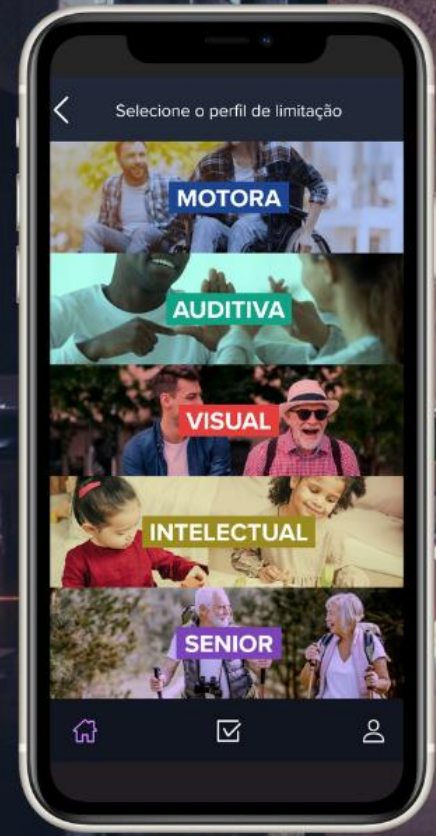 Selecione o perfil de limitação
MOTORA
AUDITIVA
VISUAL
INTELECTUAL
SENIOR